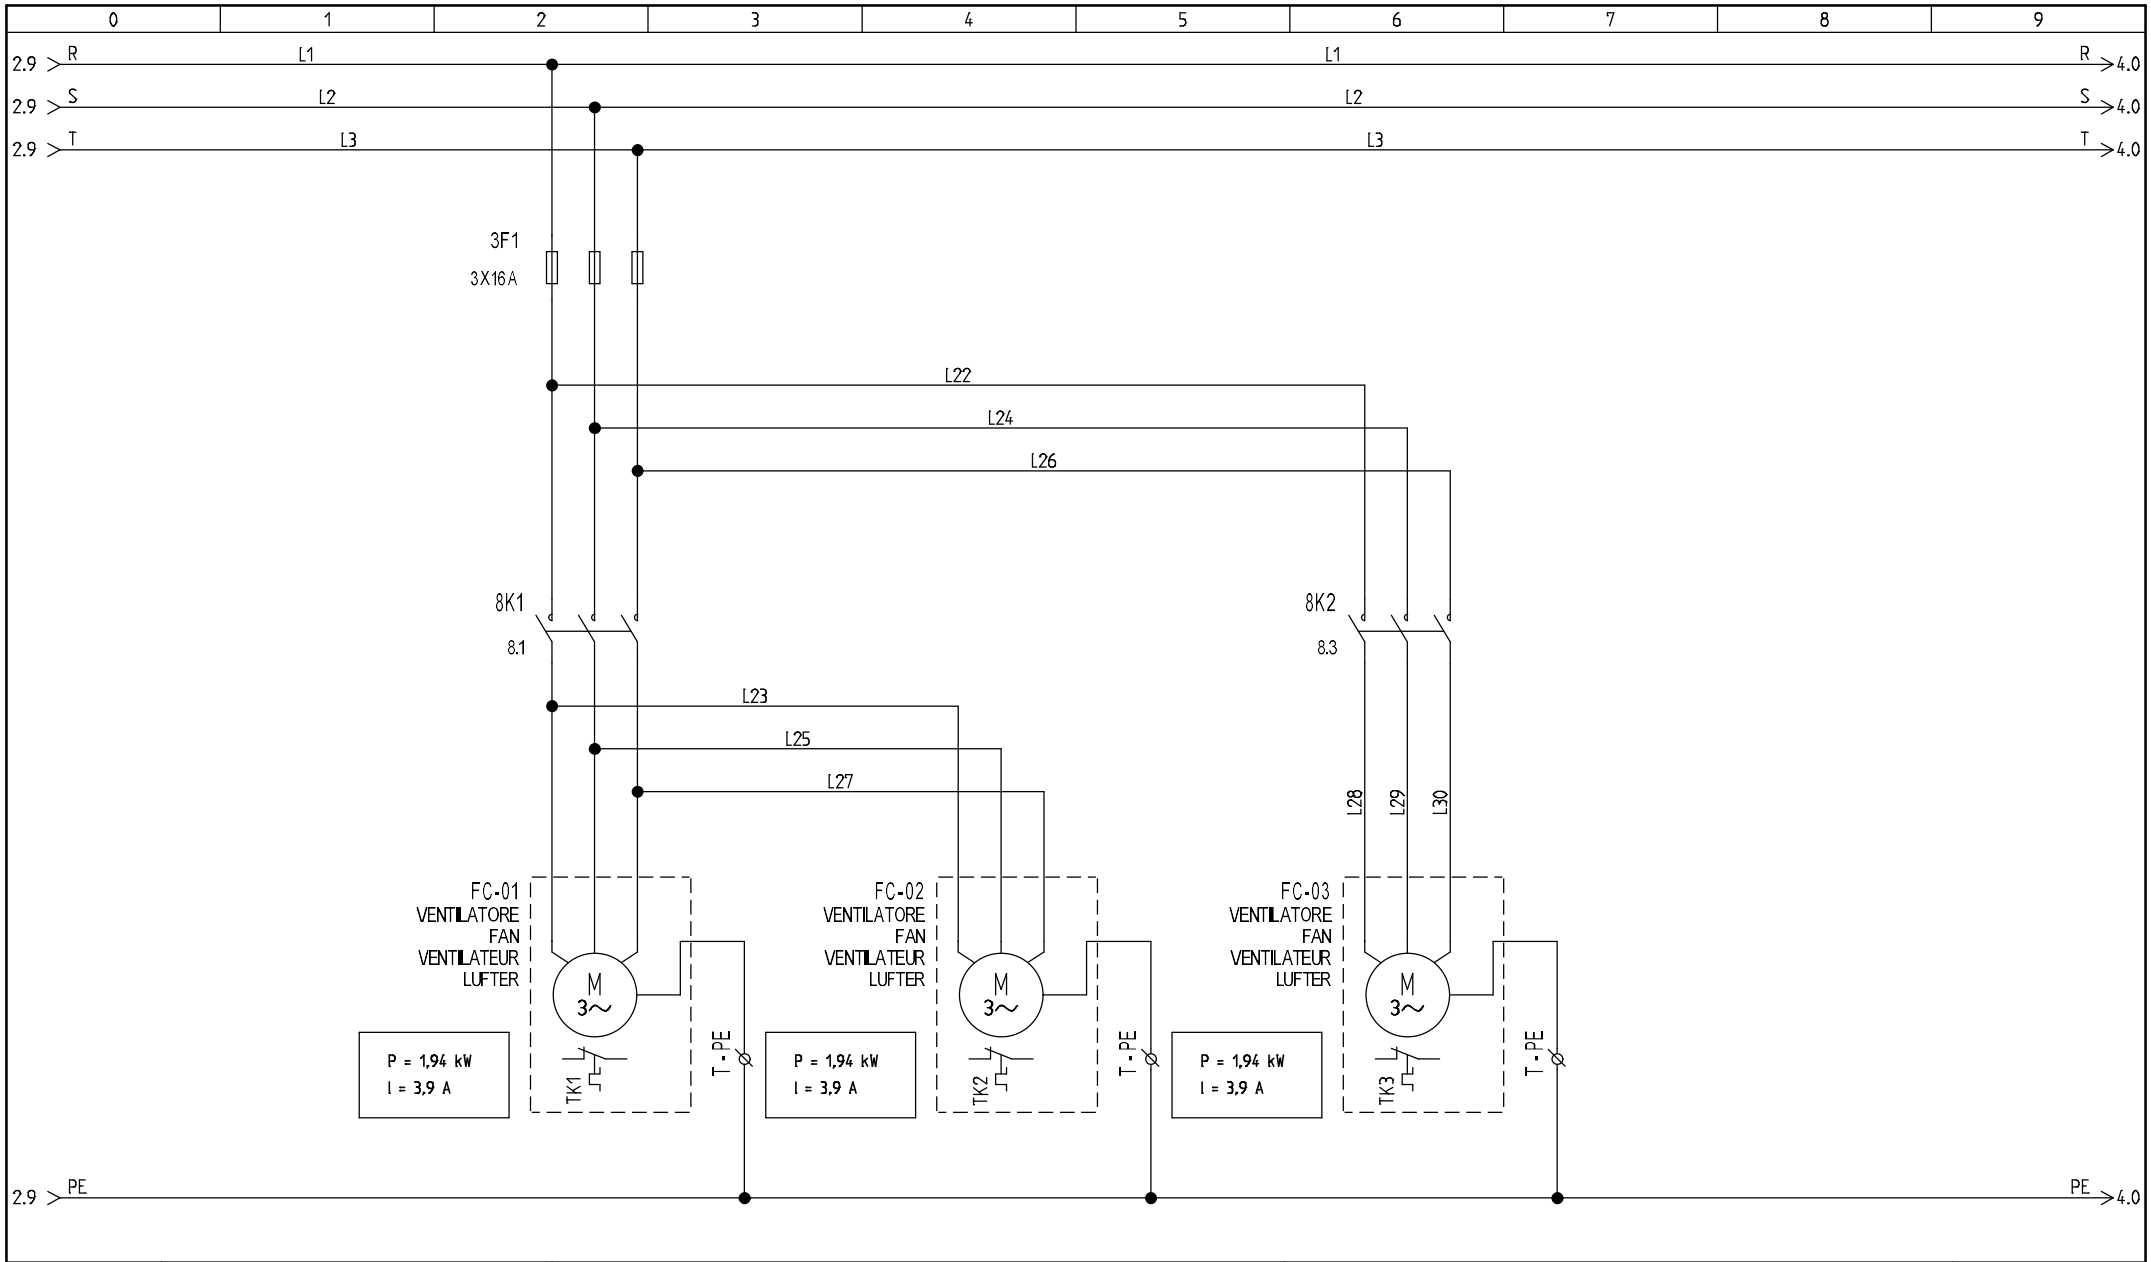 0 1 2 3 4 5 6 7 8 9
2.9 R L1 L1 R 4.0
2.9 S L2 L2 S 4.0
2.9 T L3 L3 T 4.0
3F1
3X16A
L22
L24
L26
8K1 8K2
8.1 8.3
L23
L25
L27
L28 L29 L30
FC-01
VENTILATORE
FAN
VENTILATEUR
LUFTER
M
3~
P = 1,94 kW
I = 3,9 A
TK1
T - PE
FC-02
VENTILATORE
FAN
VENTILATEUR
LUFTER
M
3~
P = 1,94 kW
I = 3,9 A
TK2
T - PE
FC-03
VENTILATORE
FAN
VENTILATEUR
LUFTER
M
3~
P = 1,94 kW
I = 3,9 A
TK3
T - PE
2.9 PE PE 4.0